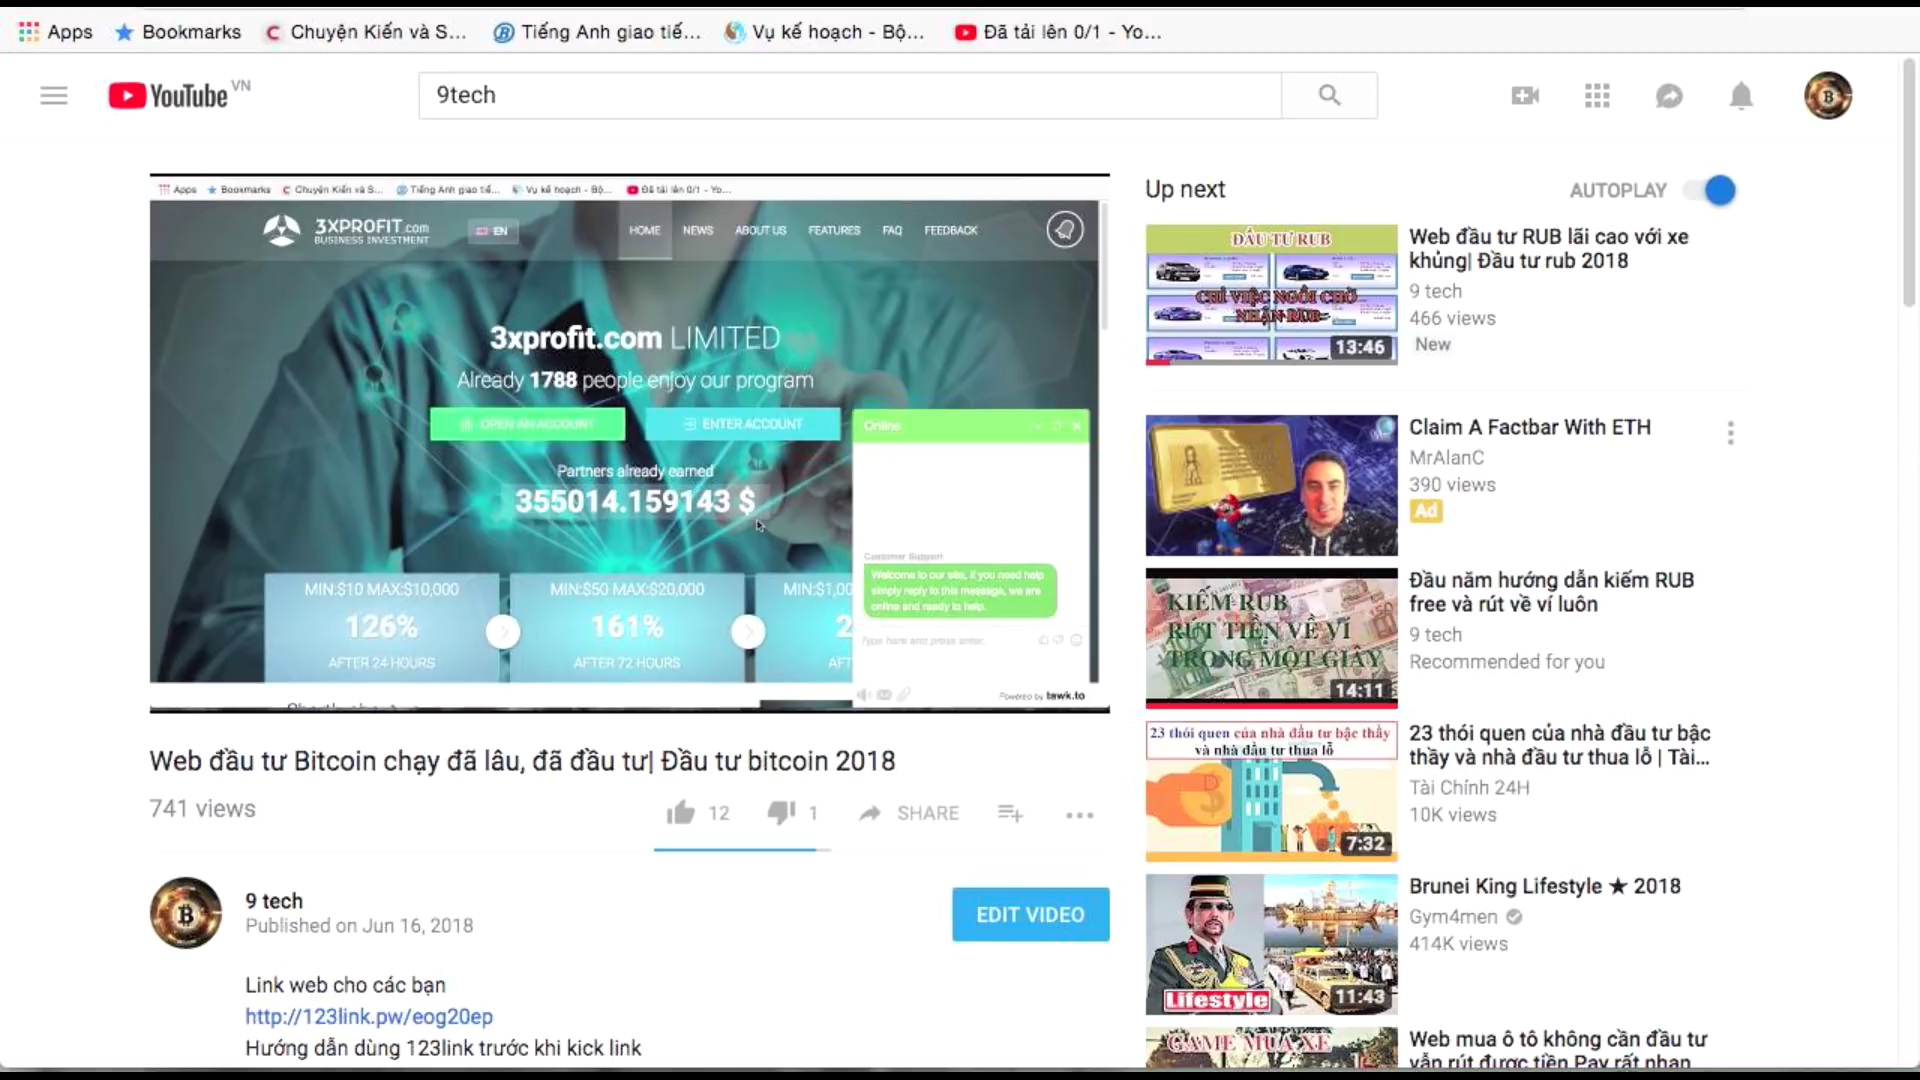 Apps
Bookmarks
Chuyện Kiến và S...
Tiếng Anh giao tiế...
Vụ kế hoạch - Bộ...
Đã tải lên 0/1 - Yo...
YouTube VN
9tech
Apps
Bookmarks
Chuyện Kiến và S...
Tiếng Anh giao tiế...
Vụ kế hoạch - Bộ...
Đã tải lên 0/1 - Yo...
3XPROFIT.com
BUSINESS INVESTMENT
EN
HOME
NEWS
ABOUT US
FEATURES
FAQ
FEEDBACK
3xprofit.com LIMITED
Already 1788 people enjoy our program
OPEN AN ACCOUNT
ENTER ACCOUNT
Partners already earned
355014.159143 $
MIN:$10 MAX:$10,000
126%
AFTER 24 HOURS
MIN:$50 MAX:$20,000
161%
AFTER 72 HOURS
MIN:$1,00
2
AFT
Online
Customer Support
Welcome to our site, if you need help
simply reply to this message, we are
online and ready to help.
Type here and press enter.
Powered by tawk.to
Web đầu tư Bitcoin chạy đã lâu, đã đầu tư| Đầu tư bitcoin 2018
741 views
12
1
SHARE
9 tech
Published on Jun 16, 2018
EDIT VIDEO
Link web cho các bạn
http://123link.pw/eog20ep
Hướng dẫn dùng 123link trước khi kick link
Up next
AUTOPLAY
ĐẦU TƯ RUB
CHỈ VIỆC NGỒI CHỜ
NHẬN RUB
13:46
Web đầu tư RUB lãi cao với xe
khủng| Đầu tư rub 2018
9 tech
466 views
New
Claim A Factbar With ETH
MrAlanC
390 views
Ad
KIẾM RUB
RÚT TIỀN VỀ VÍ
TRONG MỘT GIÂY
14:11
Đầu năm hướng dẫn kiếm RUB
free và rút về ví luôn
9 tech
Recommended for you
23 thói quen của nhà đầu tư bậc thầy
và nhà đầu tư thua lỗ
7:32
23 thói quen của nhà đầu tư bậc
thầy và nhà đầu tư thua lỗ | Tài...
Tài Chính 24H
10K views
Lifestyle
11:43
Brunei King Lifestyle ★ 2018
Gym4men
414K views
GAME MUA XE
Web mua ô tô không cần đầu tư
vẫn rút được tiền Pay rất nhan